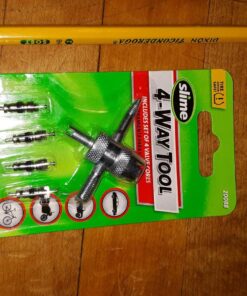 DIXON TICONDEROGA
slime
4-WAY TOOL
INCLUDES SET OF 4 VALVE CORES
20088